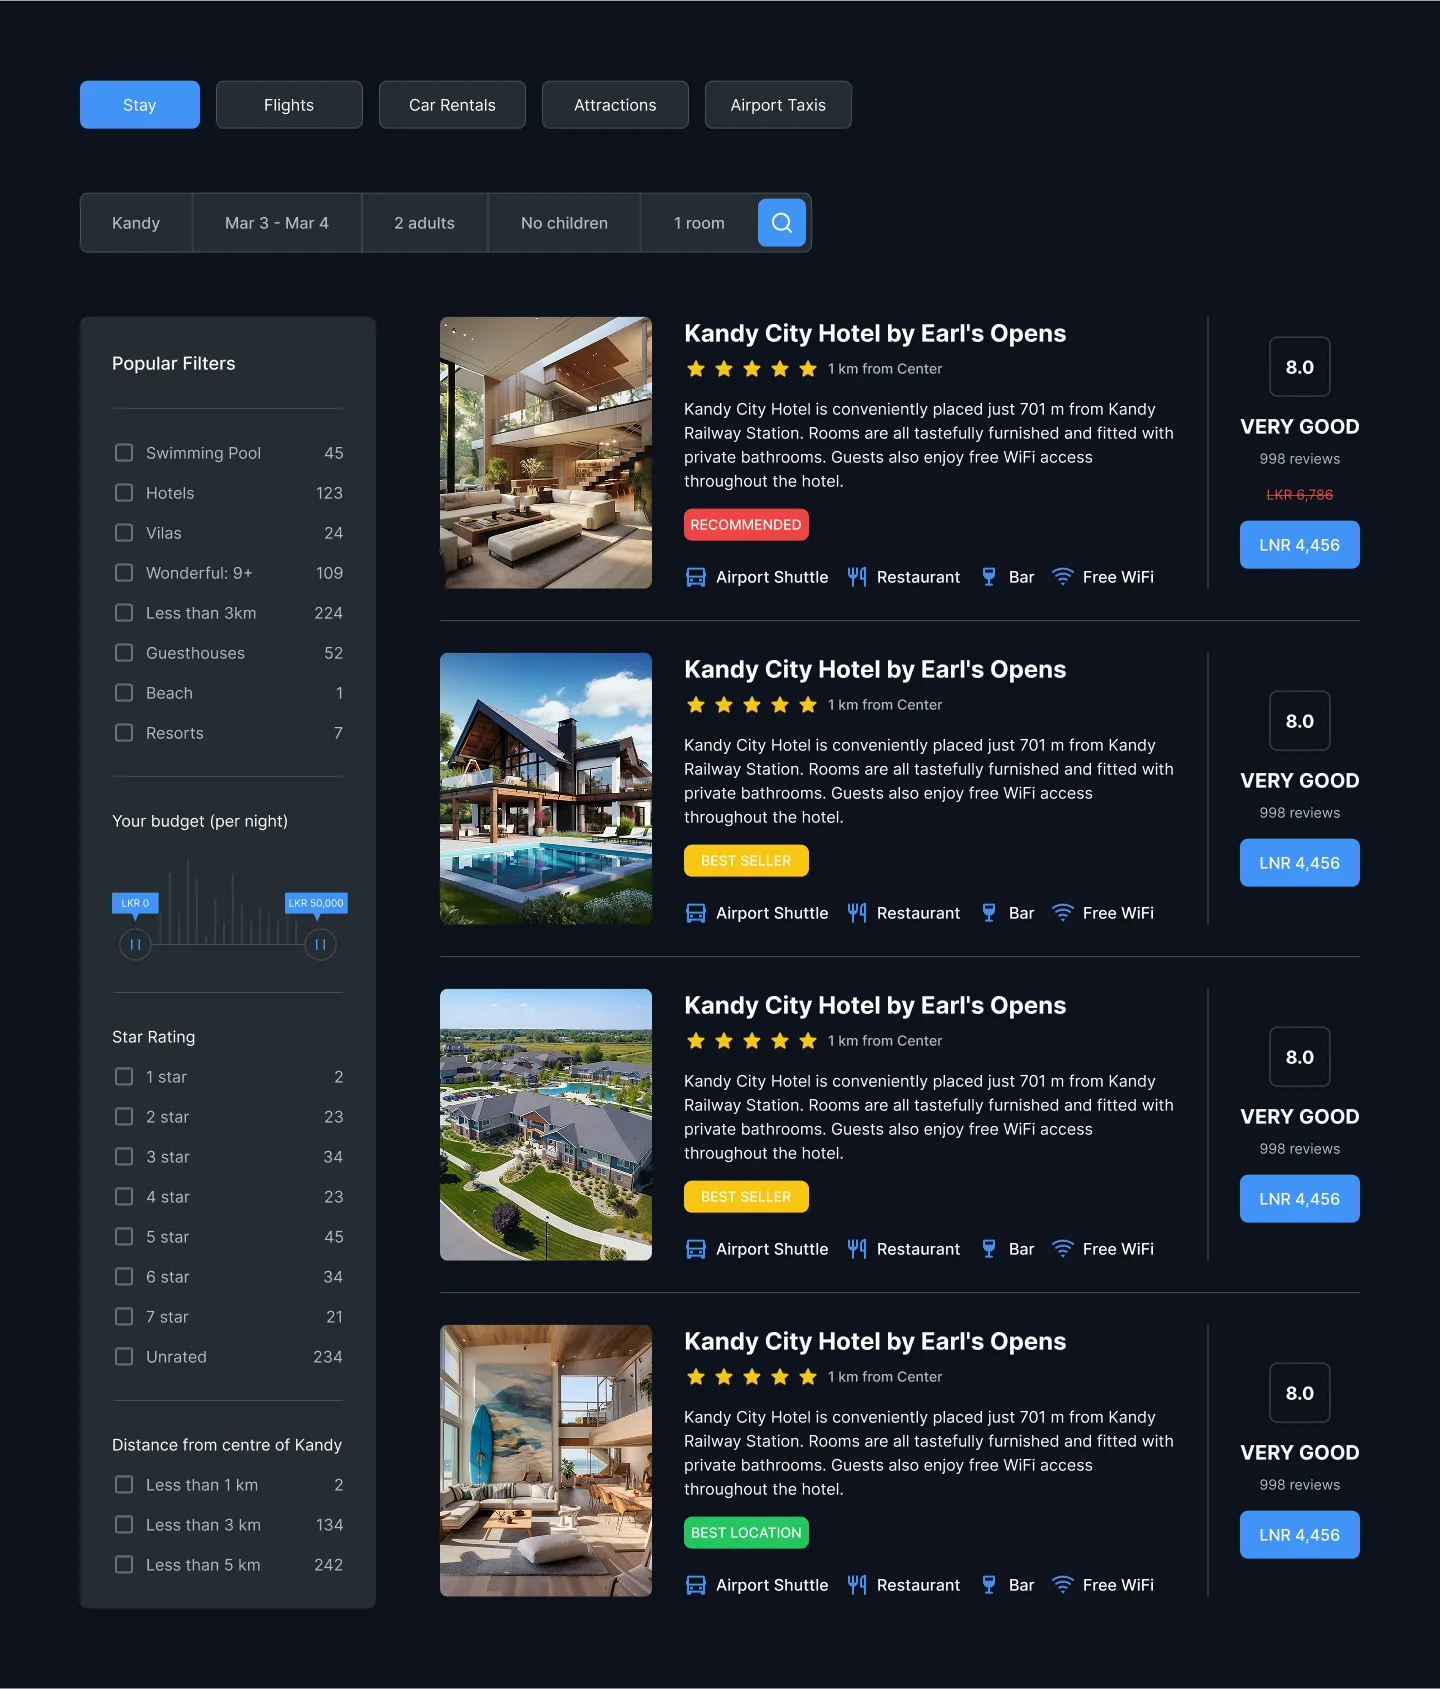 Stay
Flights
Car Rentals
Attractions
Airport Taxis
Kandy
Mar 3 - Mar 4
2 adults
No children
1 room
Popular Filters
Swimming Pool 45
Hotels 123
Vilas 24
Wonderful: 9+ 109
Less than 3km 224
Guesthouses 52
Beach 1
Resorts 7
Your budget (per night)
LKR 0
LKR 50,000
Star Rating
1 star 2
2 star 23
3 star 34
4 star 23
5 star 45
6 star 34
7 star 21
Unrated 234
Distance from centre of Kandy
Less than 1 km 2
Less than 3 km 134
Less than 5 km 242
Kandy City Hotel by Earl's Opens
1 km from Center
Kandy City Hotel is conveniently placed just 701 m from Kandy
Railway Station. Rooms are all tastefully furnished and fitted with
private bathrooms. Guests also enjoy free WiFi access
throughout the hotel.
RECOMMENDED
Airport Shuttle
Restaurant
Bar
Free WiFi
8.0
VERY GOOD
998 reviews
LKR 6,786
LNR 4,456
Kandy City Hotel by Earl's Opens
1 km from Center
Kandy City Hotel is conveniently placed just 701 m from Kandy
Railway Station. Rooms are all tastefully furnished and fitted with
private bathrooms. Guests also enjoy free WiFi access
throughout the hotel.
BEST SELLER
Airport Shuttle
Restaurant
Bar
Free WiFi
8.0
VERY GOOD
998 reviews
LNR 4,456
Kandy City Hotel by Earl's Opens
1 km from Center
Kandy City Hotel is conveniently placed just 701 m from Kandy
Railway Station. Rooms are all tastefully furnished and fitted with
private bathrooms. Guests also enjoy free WiFi access
throughout the hotel.
BEST SELLER
Airport Shuttle
Restaurant
Bar
Free WiFi
8.0
VERY GOOD
998 reviews
LNR 4,456
Kandy City Hotel by Earl's Opens
1 km from Center
Kandy City Hotel is conveniently placed just 701 m from Kandy
Railway Station. Rooms are all tastefully furnished and fitted with
private bathrooms. Guests also enjoy free WiFi access
throughout the hotel.
BEST LOCATION
Airport Shuttle
Restaurant
Bar
Free WiFi
8.0
VERY GOOD
998 reviews
LNR 4,456